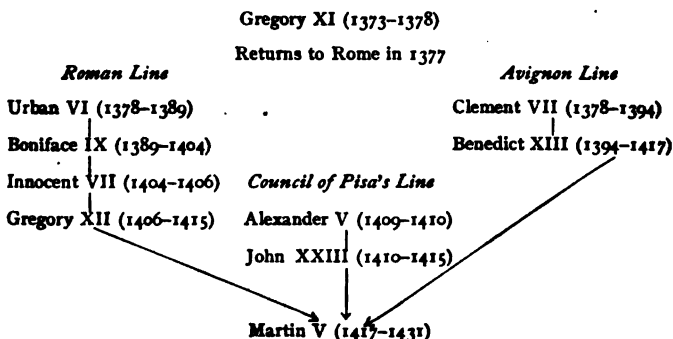 Gregory XI (1373–1378)
Returns to Rome in 1377
Roman Line
Avignon Line
Urban VI (1378–1389)
Clement VII (1378–1394)
Boniface IX (1389–1404)
Benedict XIII (1394–1417)
Innocent VII (1404–1406)
Council of Pisa's Line
Gregory XII (1406–1415)
Alexander V (1409–1410)
John XXIII (1410–1415)
Martin V (1417–1431)